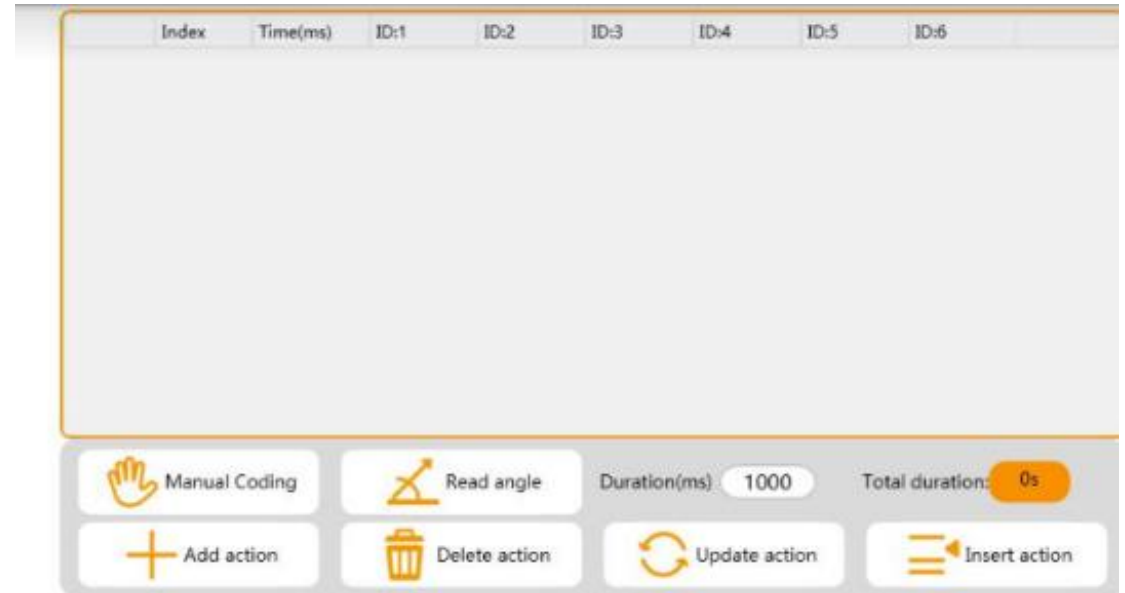 Index Time(ms) ID:1 ID:2 ID:3 ID:4 ID:5 ID:6
Manual Coding Read angle Duration(ms) 1000 Total duration: 0s
Add action Delete action Update action Insert action